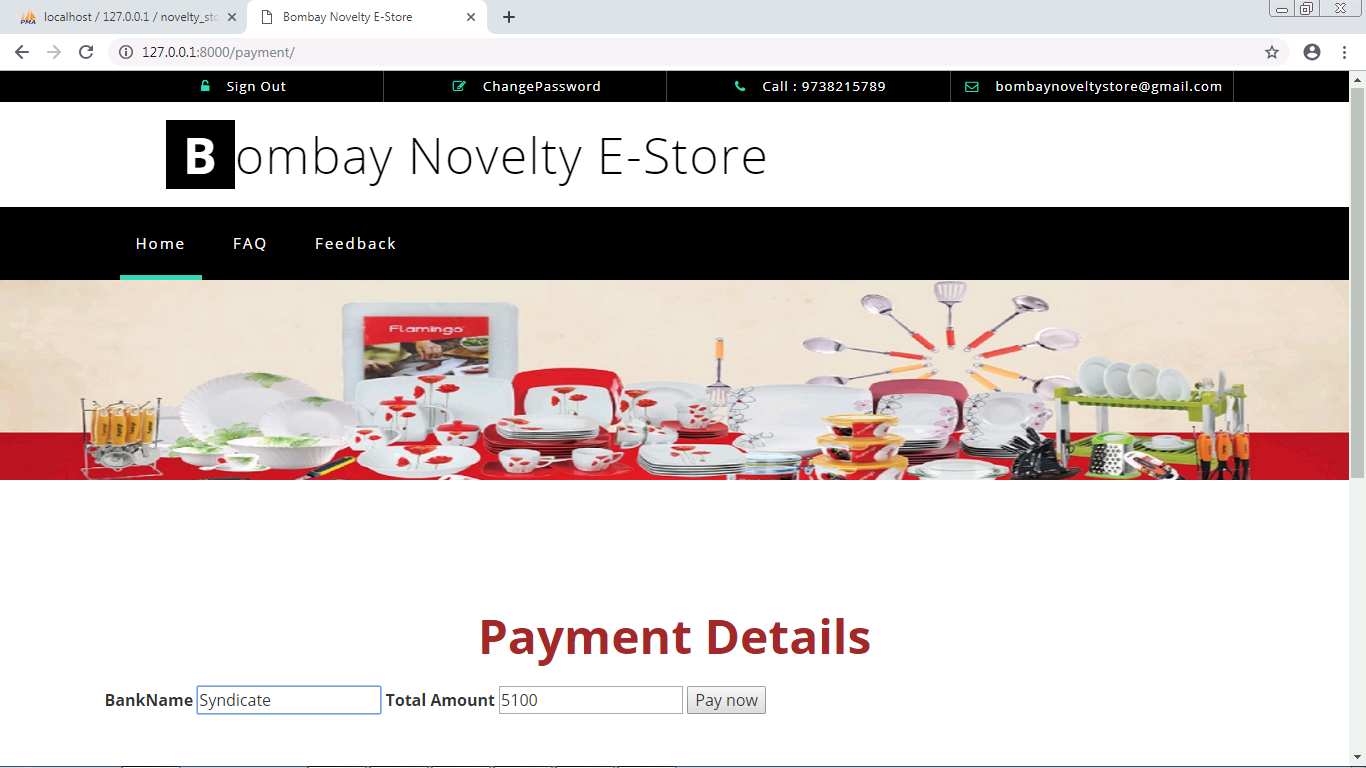 localhost / 127.0.0.1 / novelty_sto
Bombay Novelty E-Store
127.0.0.1:8000/payment/
Sign Out
ChangePassword
Call : 9738215789
bombaynoveltystore@gmail.com
Bombay Novelty E-Store
Home
FAQ
Feedback
Flamingo
Payment Details
BankName Syndicate Total Amount 5100 Pay now